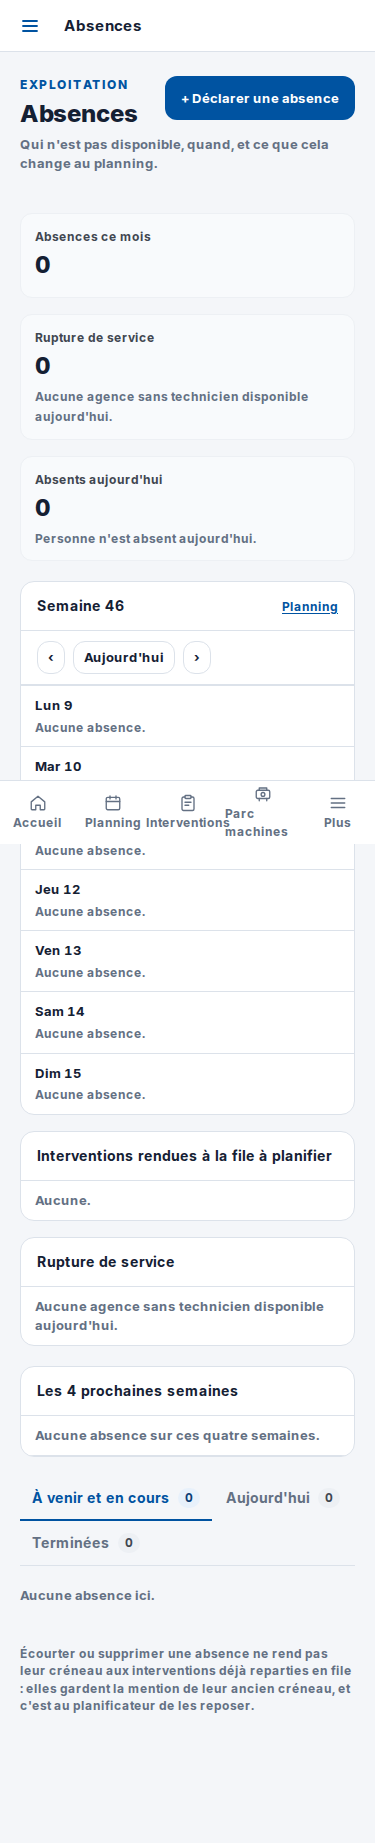 Absences
EXPLOITATION
Absences
+ Déclarer une absence
Qui n'est pas disponible, quand, et ce que cela
change au planning.
Absences ce mois
0
Rupture de service
0
Aucune agence sans technicien disponible
aujourd'hui.
Absents aujourd'hui
0
Personne n'est absent aujourd'hui.
Semaine 46
Planning
‹
Aujourd'hui
›
Lun 9
Aucune absence.
Mar 10
Accueil
Planning
Interventions
Parc
machines
Plus
Aucune absence.
Jeu 12
Aucune absence.
Ven 13
Aucune absence.
Sam 14
Aucune absence.
Dim 15
Aucune absence.
Interventions rendues à la file à planifier
Aucune.
Rupture de service
Aucune agence sans technicien disponible
aujourd'hui.
Les 4 prochaines semaines
Aucune absence sur ces quatre semaines.
À venir et en cours 0
Aujourd'hui 0
Terminées 0
Aucune absence ici.
Écourter ou supprimer une absence ne rend pas
leur créneau aux interventions déjà reparties en file
: elles gardent la mention de leur ancien créneau, et
c'est au planificateur de les reposer.